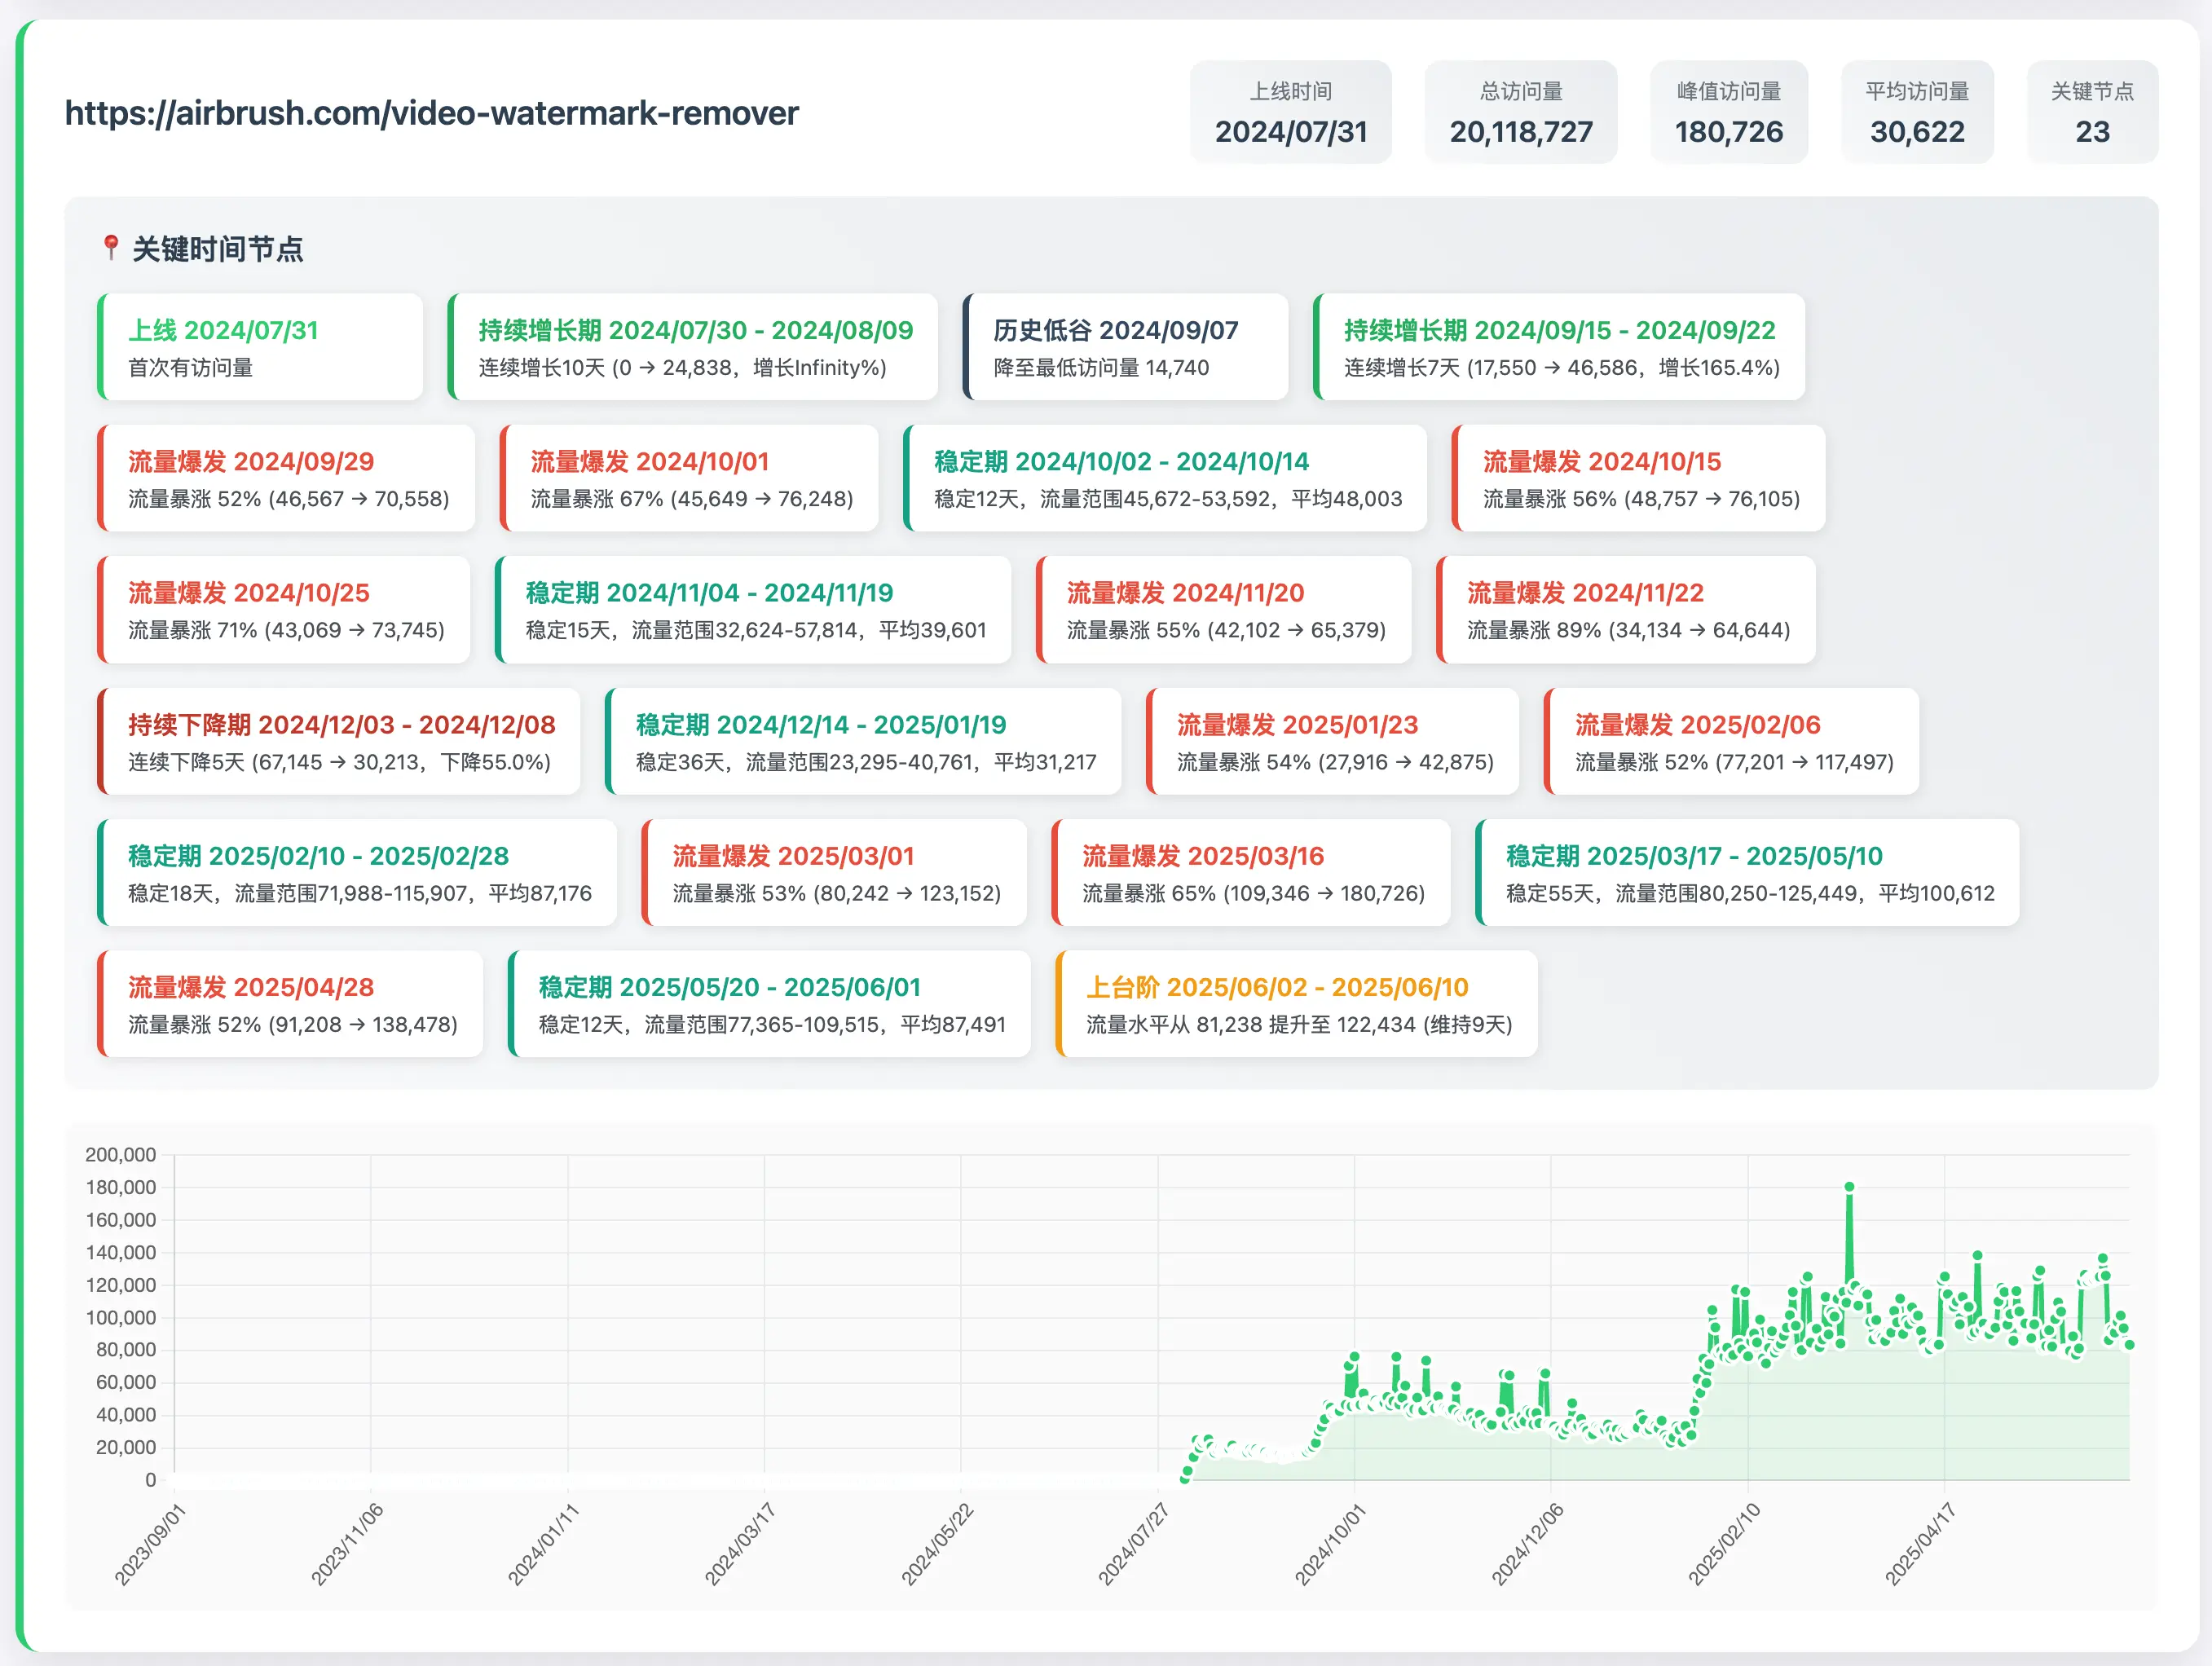 https://airbrush.com/video-watermark-remover
上线时间
2024/07/31
总访问量
20,118,727
峰值访问量
180,726
平均访问量
30,622
关键节点
23
📍 关键时间节点
上线 2024/07/31
首次有访问量
持续增长期 2024/07/30 - 2024/08/09
连续增长10天 (0 → 24,838，增长Infinity%)
历史低谷 2024/09/07
降至最低访问量 14,740
持续增长期 2024/09/15 - 2024/09/22
连续增长7天 (17,550 → 46,586，增长165.4%)
流量爆发 2024/09/29
流量暴涨 52% (46,567 → 70,558)
流量爆发 2024/10/01
流量暴涨 67% (45,649 → 76,248)
稳定期 2024/10/02 - 2024/10/14
稳定12天，流量范围45,672-53,592，平均48,003
流量爆发 2024/10/15
流量暴涨 56% (48,757 → 76,105)
流量爆发 2024/10/25
流量暴涨 71% (43,069 → 73,745)
稳定期 2024/11/04 - 2024/11/19
稳定15天，流量范围32,624-57,814，平均39,601
流量爆发 2024/11/20
流量暴涨 55% (42,102 → 65,379)
流量爆发 2024/11/22
流量暴涨 89% (34,134 → 64,644)
持续下降期 2024/12/03 - 2024/12/08
连续下降5天 (67,145 → 30,213，下降55.0%)
稳定期 2024/12/14 - 2025/01/19
稳定36天，流量范围23,295-40,761，平均31,217
流量爆发 2025/01/23
流量暴涨 54% (27,916 → 42,875)
流量爆发 2025/02/06
流量暴涨 52% (77,201 → 117,497)
稳定期 2025/02/10 - 2025/02/28
稳定18天，流量范围71,988-115,907，平均87,176
流量爆发 2025/03/01
流量暴涨 53% (80,242 → 123,152)
流量爆发 2025/03/16
流量暴涨 65% (109,346 → 180,726)
稳定期 2025/03/17 - 2025/05/10
稳定55天，流量范围80,250-125,449，平均100,612
流量爆发 2025/04/28
流量暴涨 52% (91,208 → 138,478)
稳定期 2025/05/20 - 2025/06/01
稳定12天，流量范围77,365-109,515，平均87,491
上台阶 2025/06/02 - 2025/06/10
流量水平从 81,238 提升至 122,434 (维持9天)
200,000
180,000
160,000
140,000
120,000
100,000
80,000
60,000
40,000
20,000
0
2023/09/01
2023/11/06
2024/01/11
2024/03/17
2024/05/22
2024/07/27
2024/10/01
2024/12/06
2025/02/10
2025/04/17